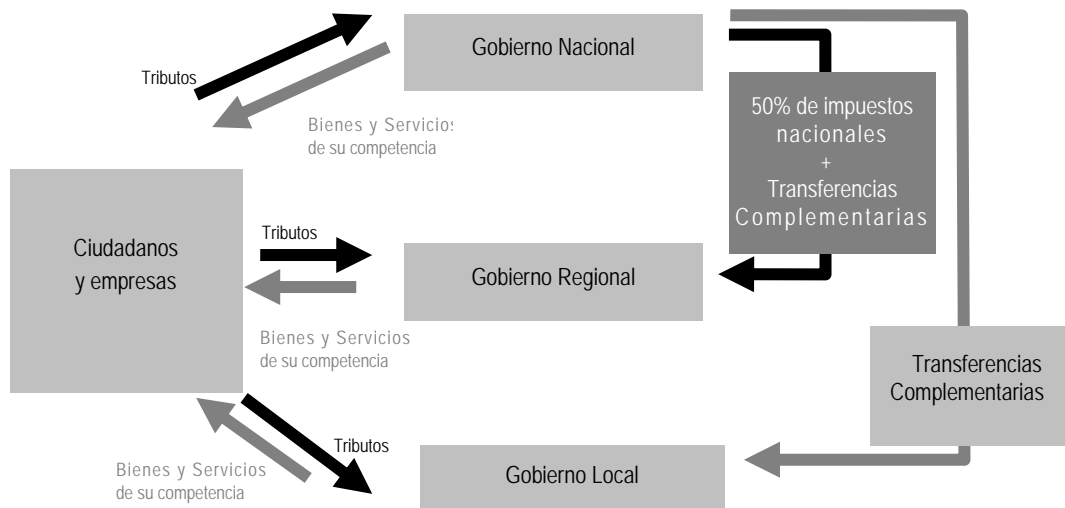 Gobierno Nacional
Tributos
Bienes y Servicios
de su competencia
50% de impuestos
nacionales
+
Transferencias
Complementarias
Ciudadanos
y empresas
Tributos
Gobierno Regional
Bienes y Servicios
de su competencia
Transferencias
Complementarias
Tributos
Bienes y Servicios
de su competencia
Gobierno Local